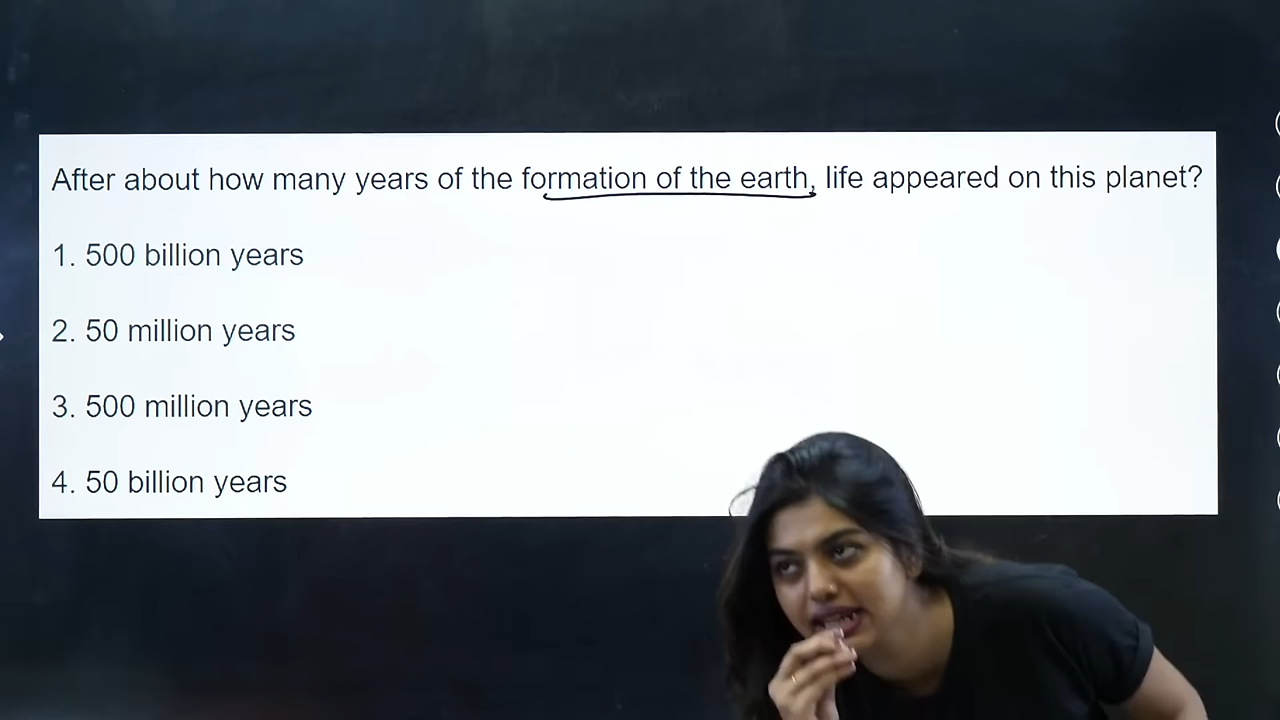 After about how many years of the formation of the earth, life appeared on this planet?
1. 500 billion years
2. 50 million years
3. 500 million years
4. 50 billion years